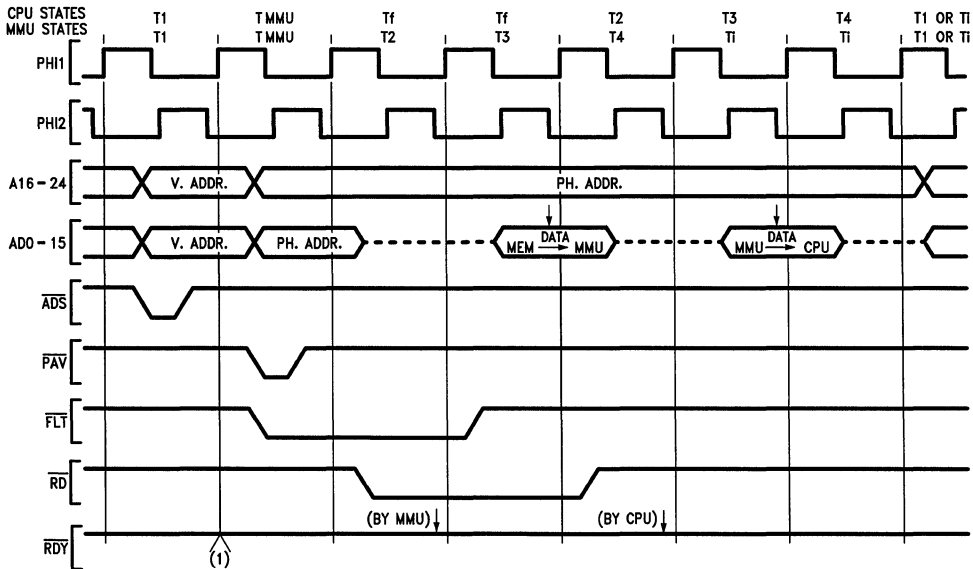 CPU STATES T1 T MMU Tf Tf T2 T3 T4 T1 OR Ti
MMU STATES T1 T MMU T2 T3 T4 Ti Ti T1 OR Ti
PHI1
PHI2
A16-24 V. ADDR. PH. ADDR.
AD0-15 V. ADDR. PH. ADDR. MEM DATA → MMU MMU DATA → CPU
ADS
PAV
FLT
RD
(BY MMU) (BY CPU)
RDY
(1)